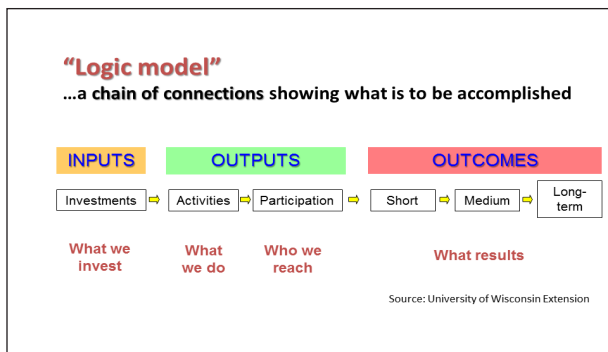 “Logic model”
…a chain of connections showing what is to be accomplished
INPUTS
OUTPUTS
OUTCOMES
Investments
Activities
Participation
Short
Medium
Long-
term
What we
invest
What
we do
Who we
reach
What results
Source: University of Wisconsin Extension